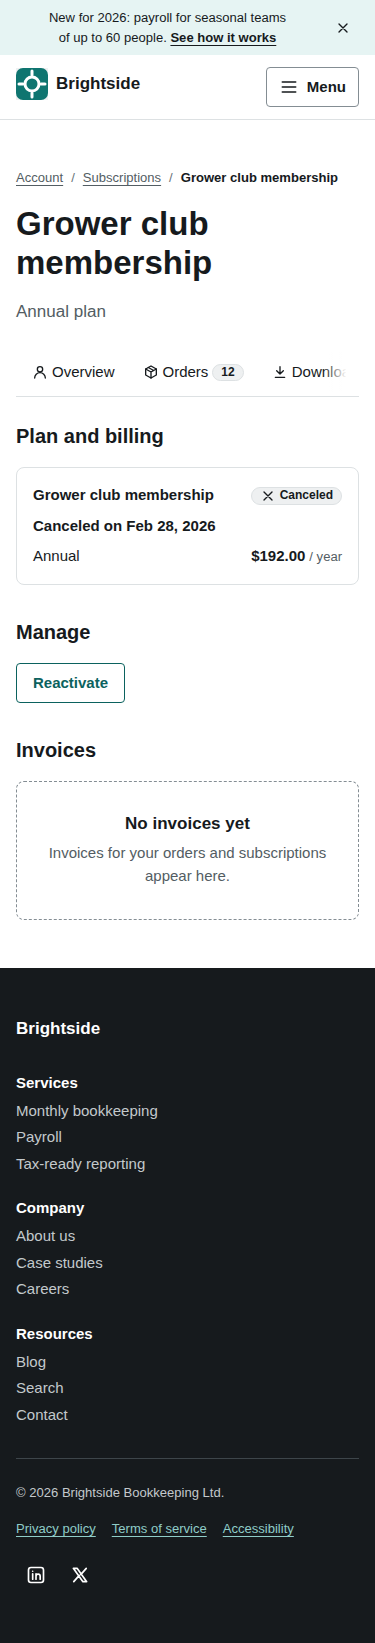 New for 2026: payroll for seasonal teams
of up to 60 people. See how it works
Brightside
Menu
Account / Subscriptions / Grower club membership
Grower club
membership
Annual plan
Overview Orders 12 Downloa
Plan and billing
Grower club membership Canceled
Canceled on Feb 28, 2026
Annual $192.00 / year
Manage
Reactivate
Invoices
No invoices yet
Invoices for your orders and subscriptions
appear here.
Brightside
Services
Monthly bookkeeping
Payroll
Tax-ready reporting
Company
About us
Case studies
Careers
Resources
Blog
Search
Contact
© 2026 Brightside Bookkeeping Ltd.
Privacy policy Terms of service Accessibility